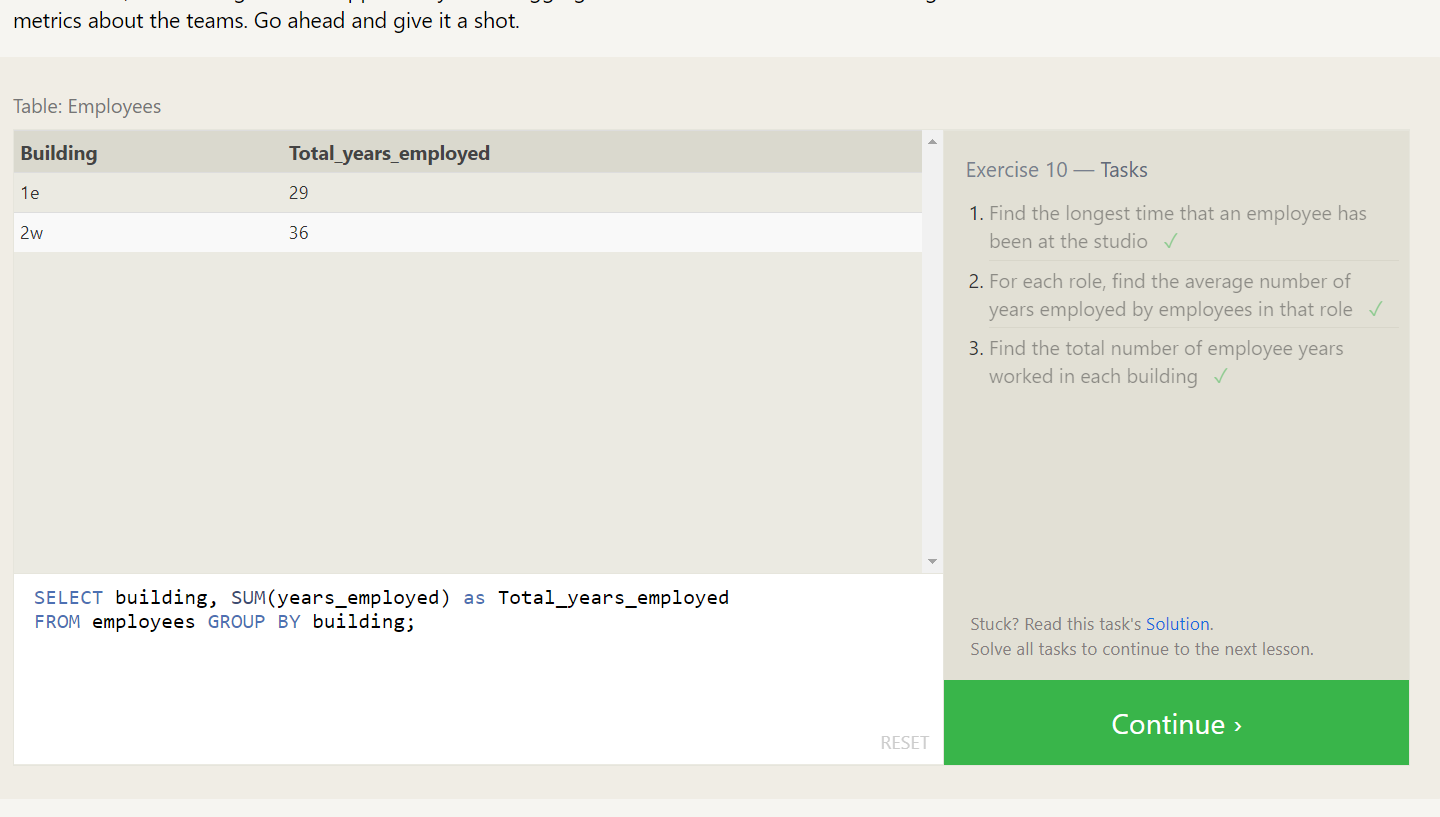 metrics about the teams. Go ahead and give it a shot.
Table: Employees
Building Total_years_employed
1e 29
2w 36
SELECT building, SUM(years_employed) as Total_years_employed
FROM employees GROUP BY building;
RESET
Exercise 10 — Tasks
1. Find the longest time that an employee has
been at the studio ✓
2. For each role, find the average number of
years employed by employees in that role ✓
3. Find the total number of employee years
worked in each building ✓
Stuck? Read this task's Solution.
Solve all tasks to continue to the next lesson.
Continue ›